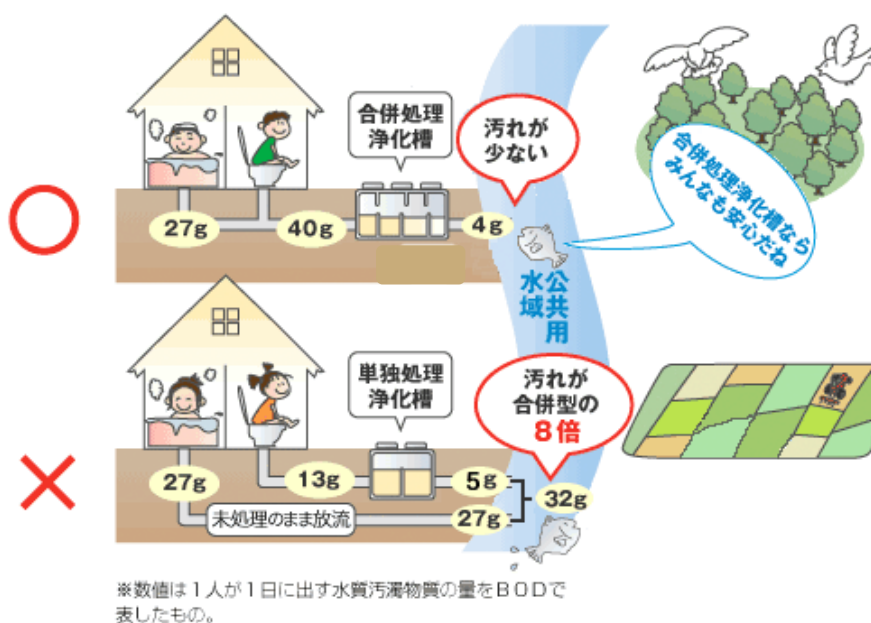 合併処理
浄化槽
汚れが
少ない
合併処理浄化槽なら
みんなも安心だね
27g
40g
4g
公共用
水域
単独処理
浄化槽
汚れが
合併型の
8倍
27g
13g
5g
32g
未処理のまま放流
27g
※数値は1人が1日に出す水質汚濁物質の量をBODで
表したもの。